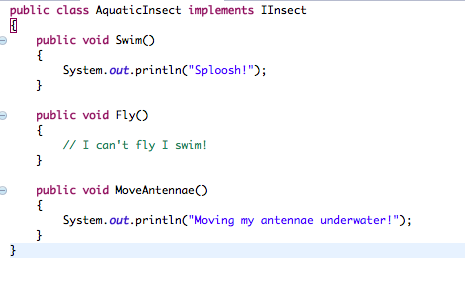 public class AquaticInsect implements IInsect
{
public void Swim()
{
System.out.println("Sploosh!");
}
public void Fly()
{
// I can't fly I swim!
}
public void MoveAntennae()
{
System.out.println("Moving my antennae underwater!");
}
}